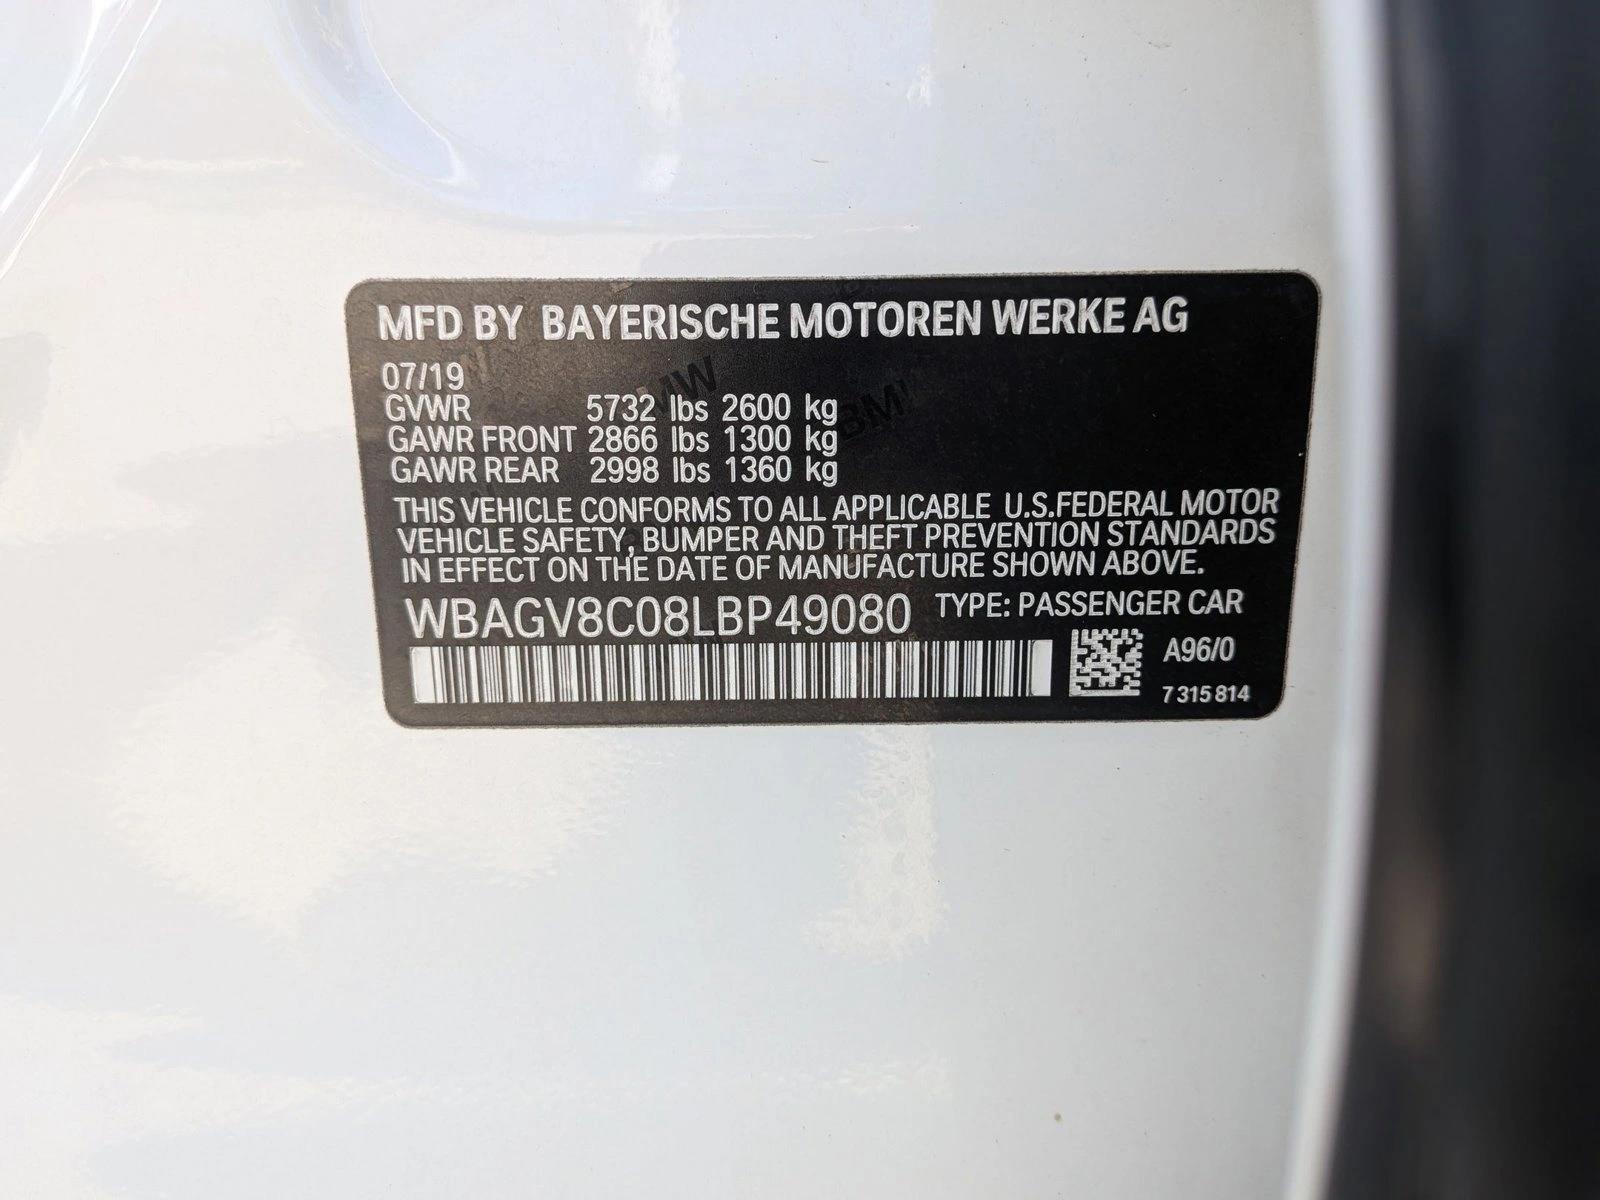 MFD BY BAYERISCHE MOTOREN WERKE AG
07/19
GVWR 5732 lbs 2600 kg
GAWR FRONT 2866 lbs 1300 kg
GAWR REAR 2998 lbs 1360 kg
THIS VEHICLE CONFORMS TO ALL APPLICABLE U.S.FEDERAL MOTOR
VEHICLE SAFETY, BUMPER AND THEFT PREVENTION STANDARDS
IN EFFECT ON THE DATE OF MANUFACTURE SHOWN ABOVE.
WBAGV8C08LBP49080 TYPE: PASSENGER CAR
A96/0
7 315 814